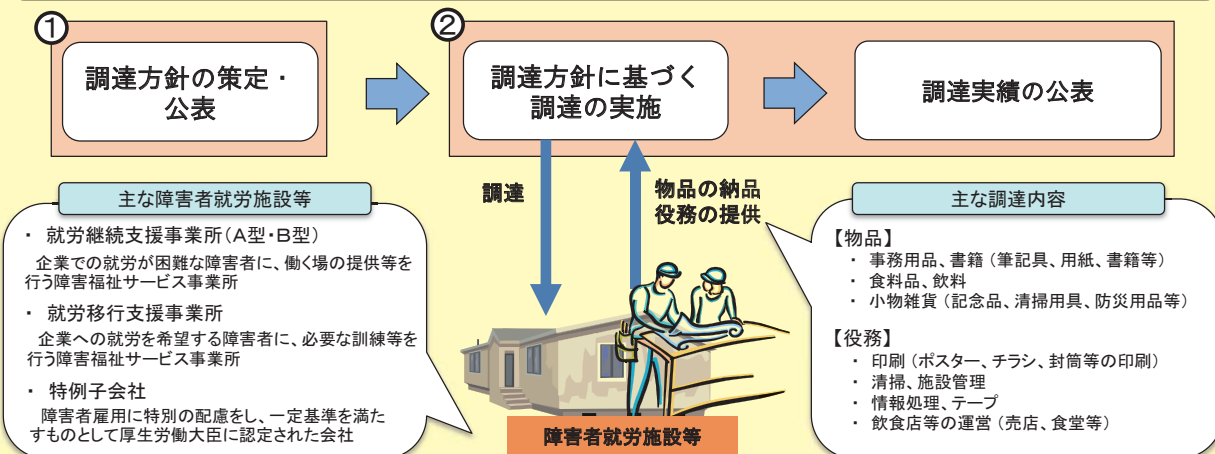 ①
調達方針の策定・
公表
②
調達方針に基づく
調達の実施
調達実績の公表
調達
物品の納品
役務の提供
主な障害者就労施設等
・ 就労継続支援事業所(A型・B型)
企業での就労が困難な障害者に、働く場の提供等を
行う障害福祉サービス事業所
・ 就労移行支援事業所
企業への就労を希望する障害者に、必要な訓練等を
行う障害福祉サービス事業所
・ 特例子会社
障害者雇用に特別の配慮をし、一定基準を満た
すものとして厚生労働大臣に認定された会社
障害者就労施設等
主な調達内容
【物品】
・ 事務用品、書籍(筆記具、用紙、書籍等)
・ 食料品、飲料
・ 小物雑貨(記念品、清掃用具、防災用品等)
【役務】
・ 印刷(ポスター、チラシ、封筒等の印刷)
・ 清掃、施設管理
・ 情報処理、テープ
・ 飲食店等の運営(売店、食堂等)